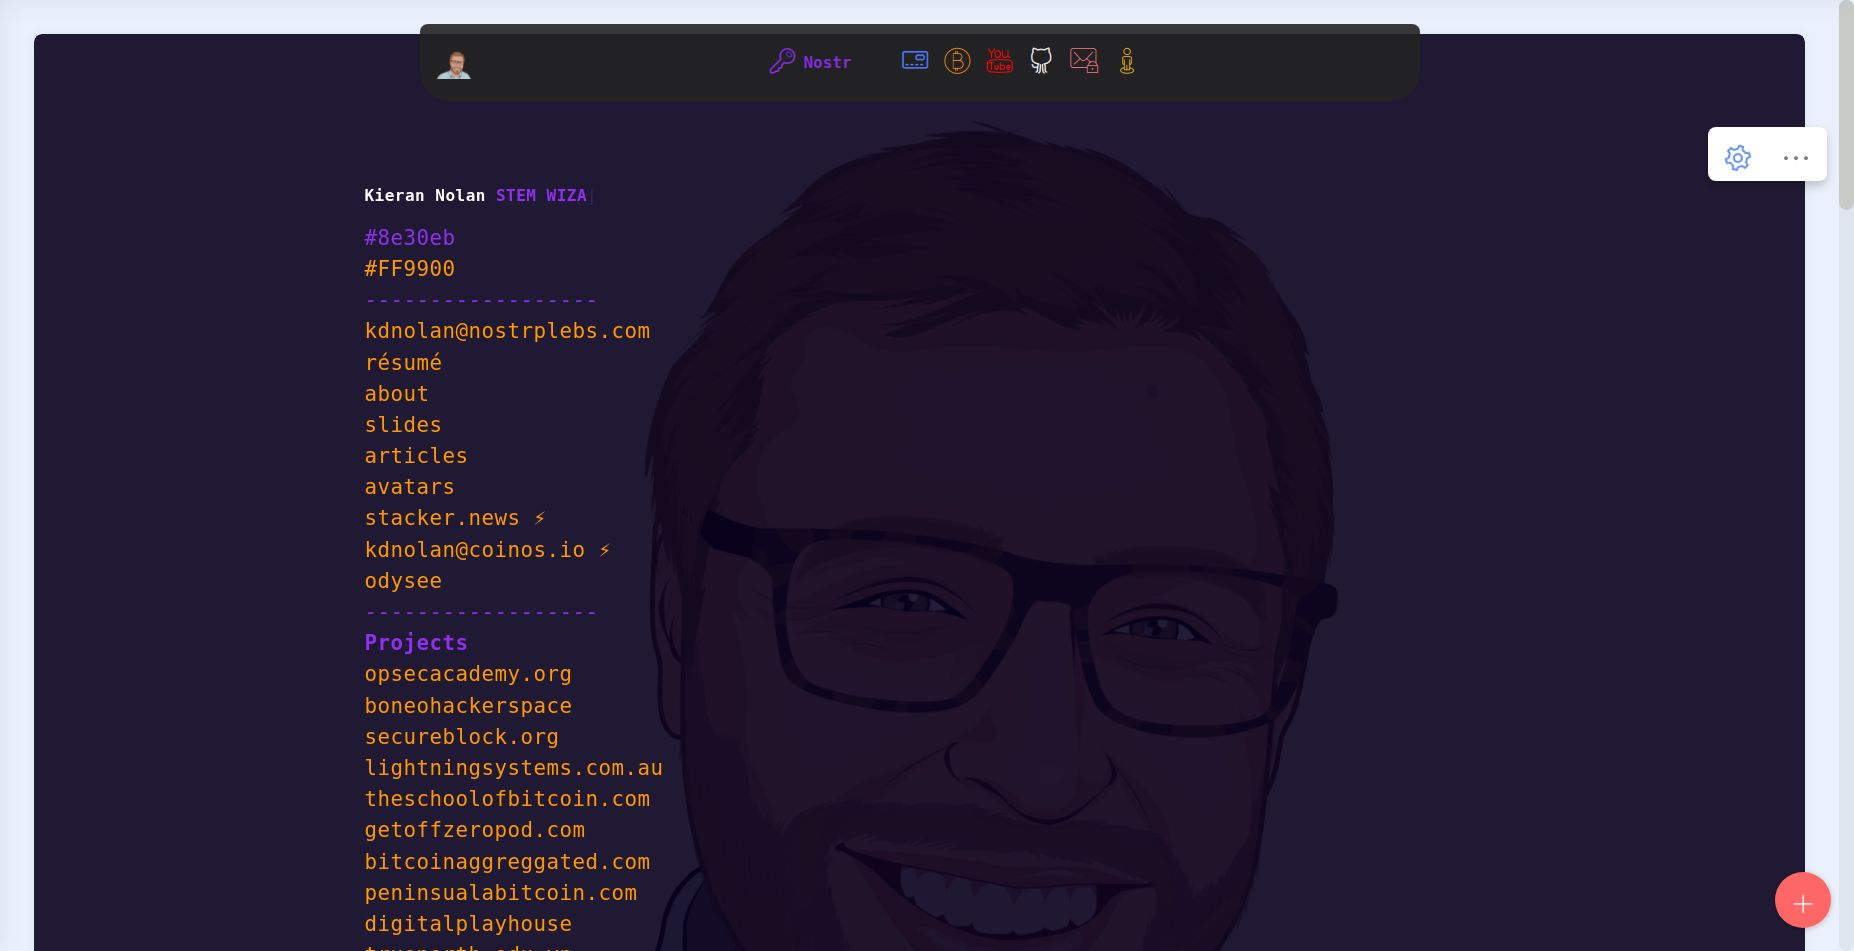 Nostr
You
Tube
Kieran Nolan STEM WIZA
#8e30eb
#FF9900
------------------
kdnolan@nostrplebs.com
résumé
about
slides
articles
avatars
stacker.news ⚡
kdnolan@coinos.io ⚡
odysee
------------------
Projects
opsecacademy.org
boneohackerspace
secureblock.org
lightningsystems.com.au
theschoolofbitcoin.com
getoffzeropod.com
bitcoinaggreggated.com
peninsualabitcoin.com
digitalplayhouse